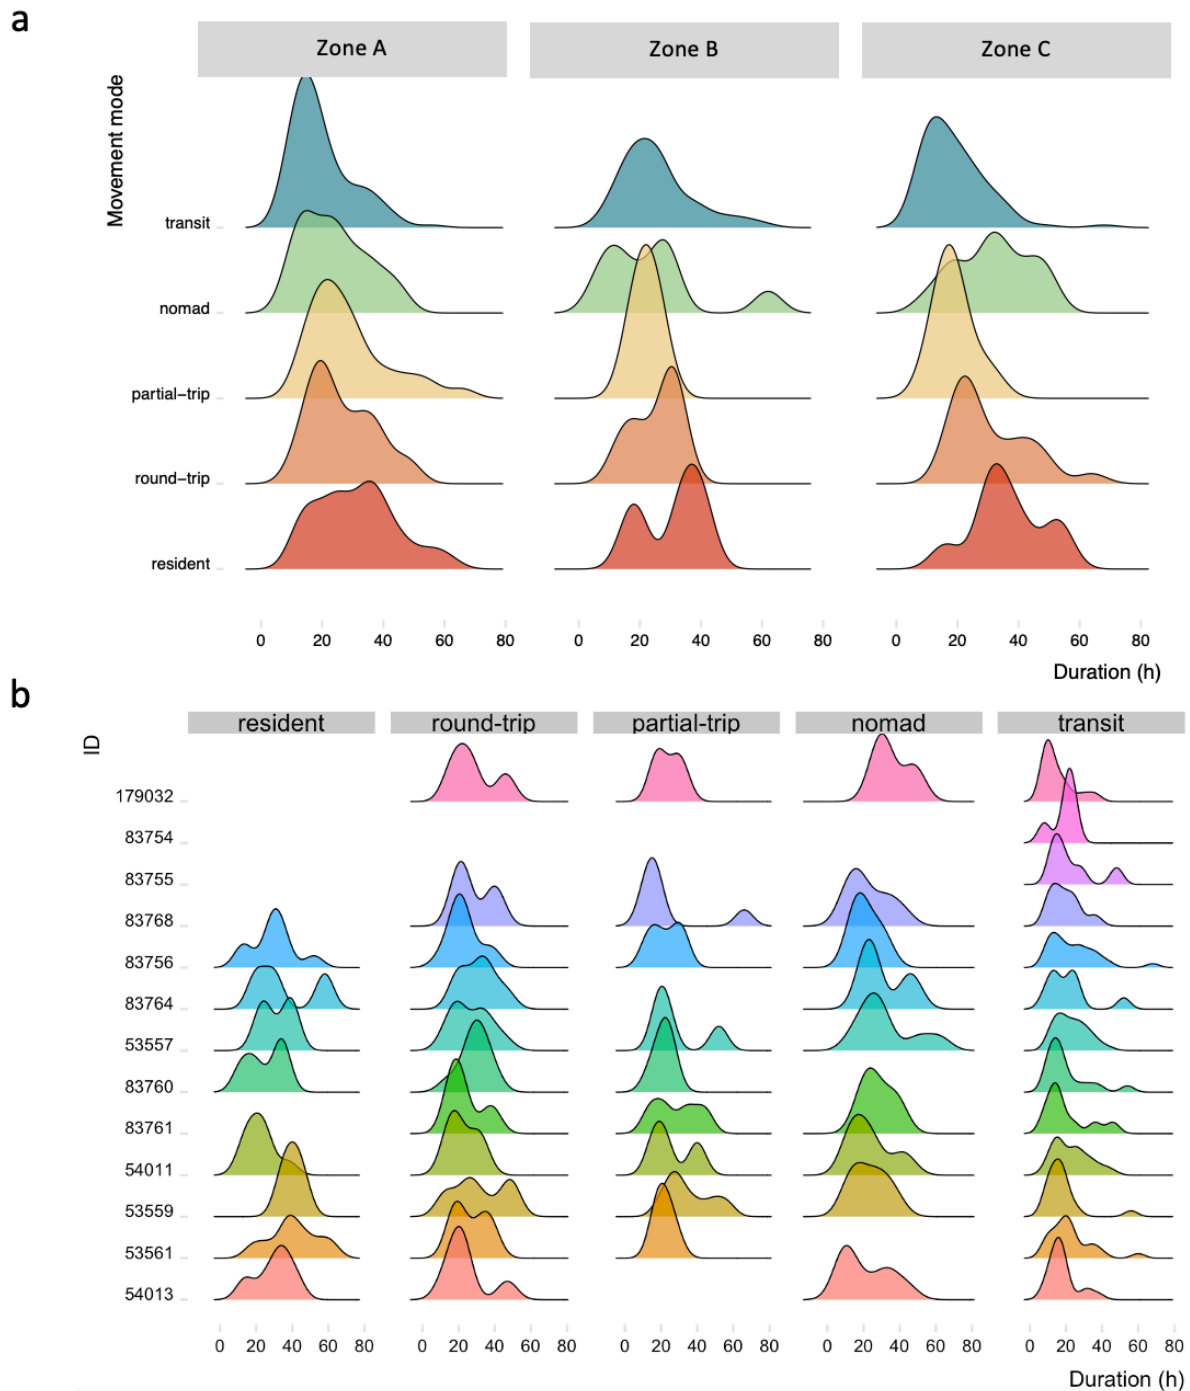 a
Zone A Zone B Zone C
Movement mode
transit
nomad
partial–trip
round–trip
resident
0 20 40 60 80 0 20 40 60 80 0 20 40 60 80
Duration (h)
b
resident round-trip partial-trip nomad transit
ID
179032
83754
83755
83768
83756
83764
53557
83760
83761
54011
53559
53561
54013
0 20 40 60 80 0 20 40 60 80 0 20 40 60 80 0 20 40 60 80 0 20 40 60 80
Duration (h)